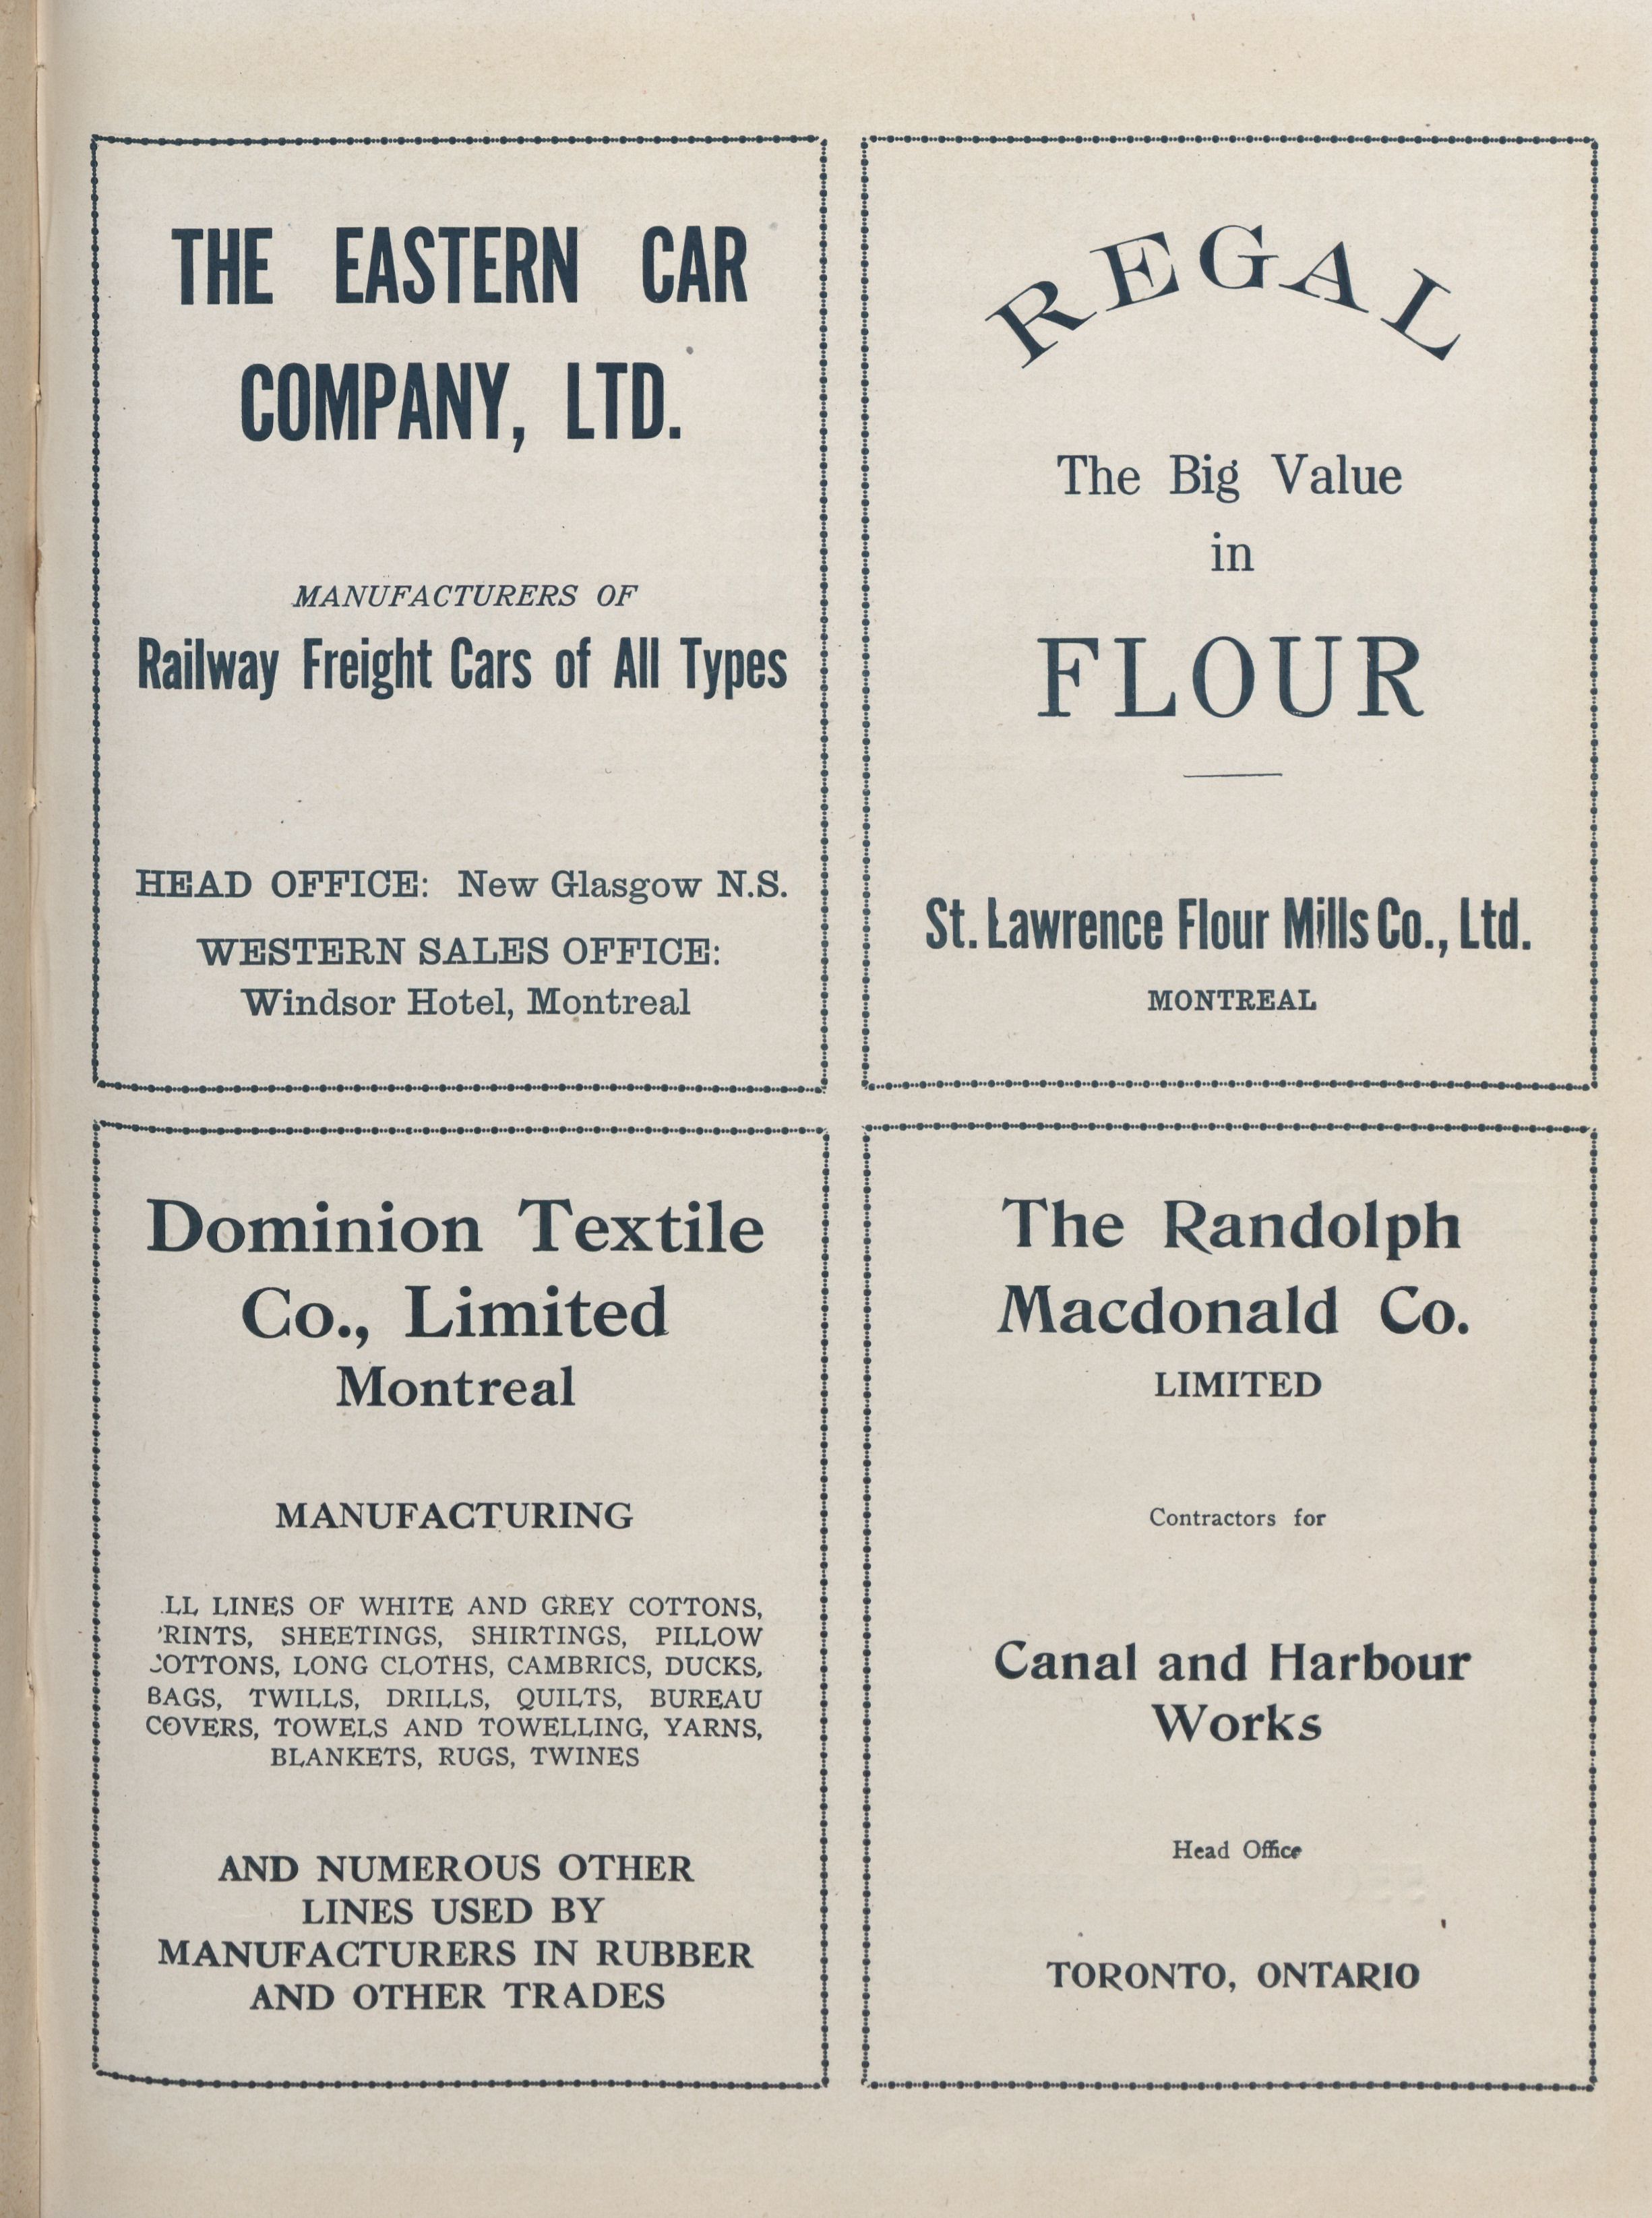 THE EASTERN CAR
COMPANY, LTD.
MANUFACTURERS OF
Railway Freight Cars of All Types
HEAD OFFICE: New Glasgow N.S.
WESTERN SALES OFFICE:
Windsor Hotel, Montreal
REGAL
The Big Value
in
FLOUR
St. Lawrence Flour Mills Co., Ltd.
MONTREAL
Dominion Textile
Co., Limited
Montreal
MANUFACTURING
LL LINES OF WHITE AND GREY COTTONS,
'RINTS, SHEETINGS, SHIRTINGS, PILLOW
COTTONS, LONG CLOTHS, CAMBRICS, DUCKS,
BAGS, TWILLS, DRILLS, QUILTS, BUREAU
COVERS, TOWELS AND TOWELLING, YARNS,
BLANKETS, RUGS, TWINES
AND NUMEROUS OTHER
LINES USED BY
MANUFACTURERS IN RUBBER
AND OTHER TRADES
The Randolph
Macdonald Co.
LIMITED
Contractors for
Canal and Harbour
Works
Head Office
TORONTO, ONTARIO